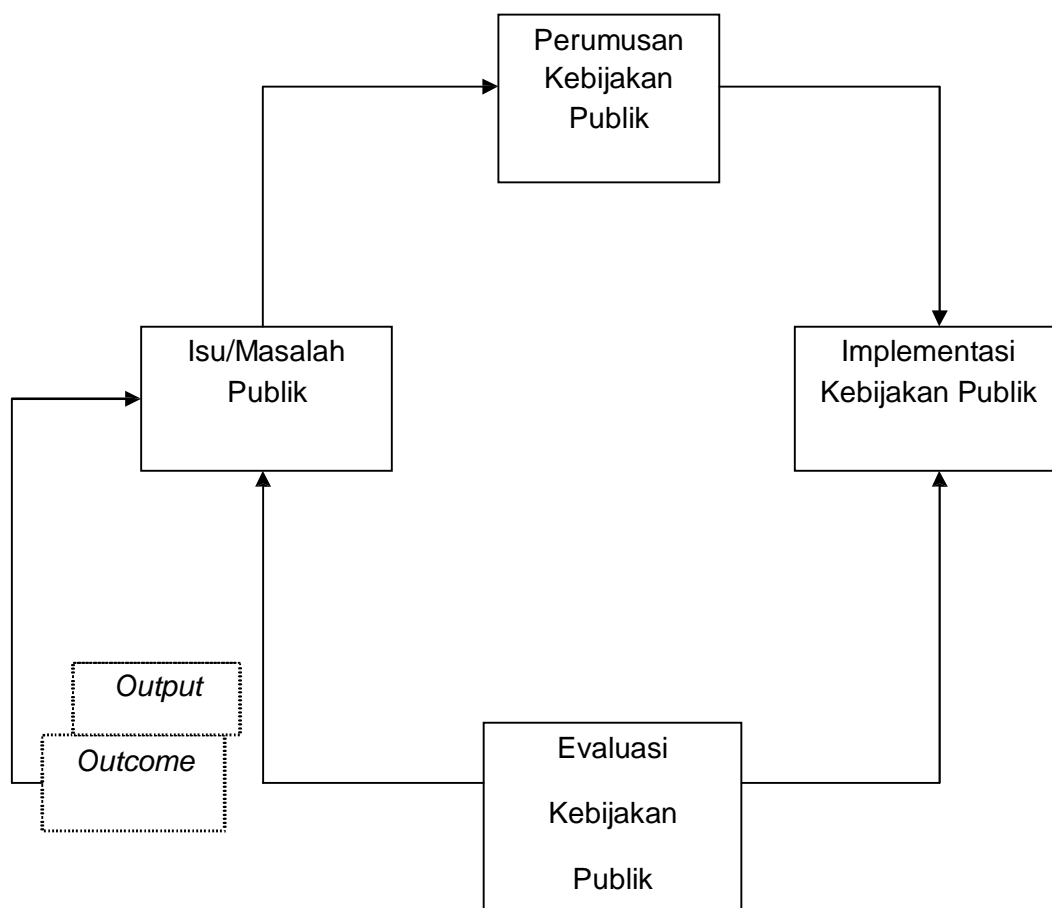 Perumusan
Kebijakan
Publik
Isu/Masalah
Publik
Implementasi
Kebijakan Publik
Output
Outcome
Evaluasi
Kebijakan
Publik